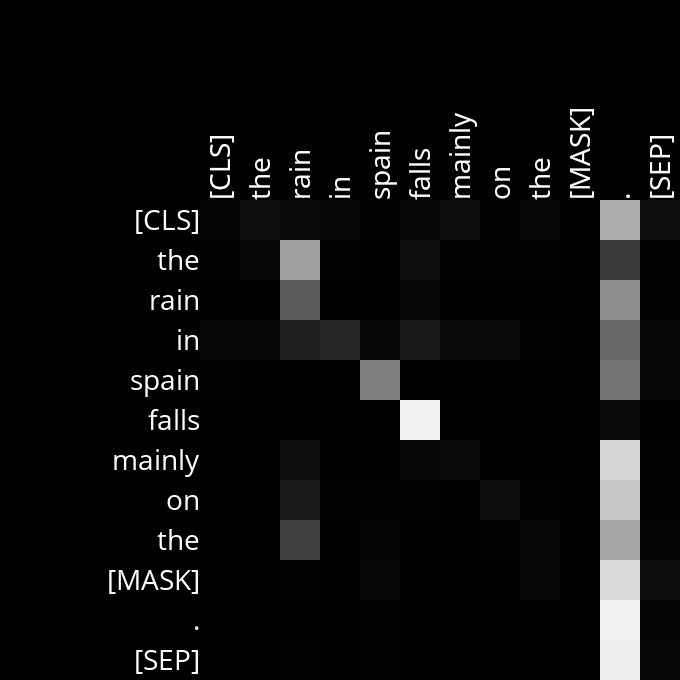 [CLS] the rain in spain falls mainly on the [MASK] . [SEP]
[CLS]
the
rain
in
spain
falls
mainly
on
the
[MASK]
.
[SEP]